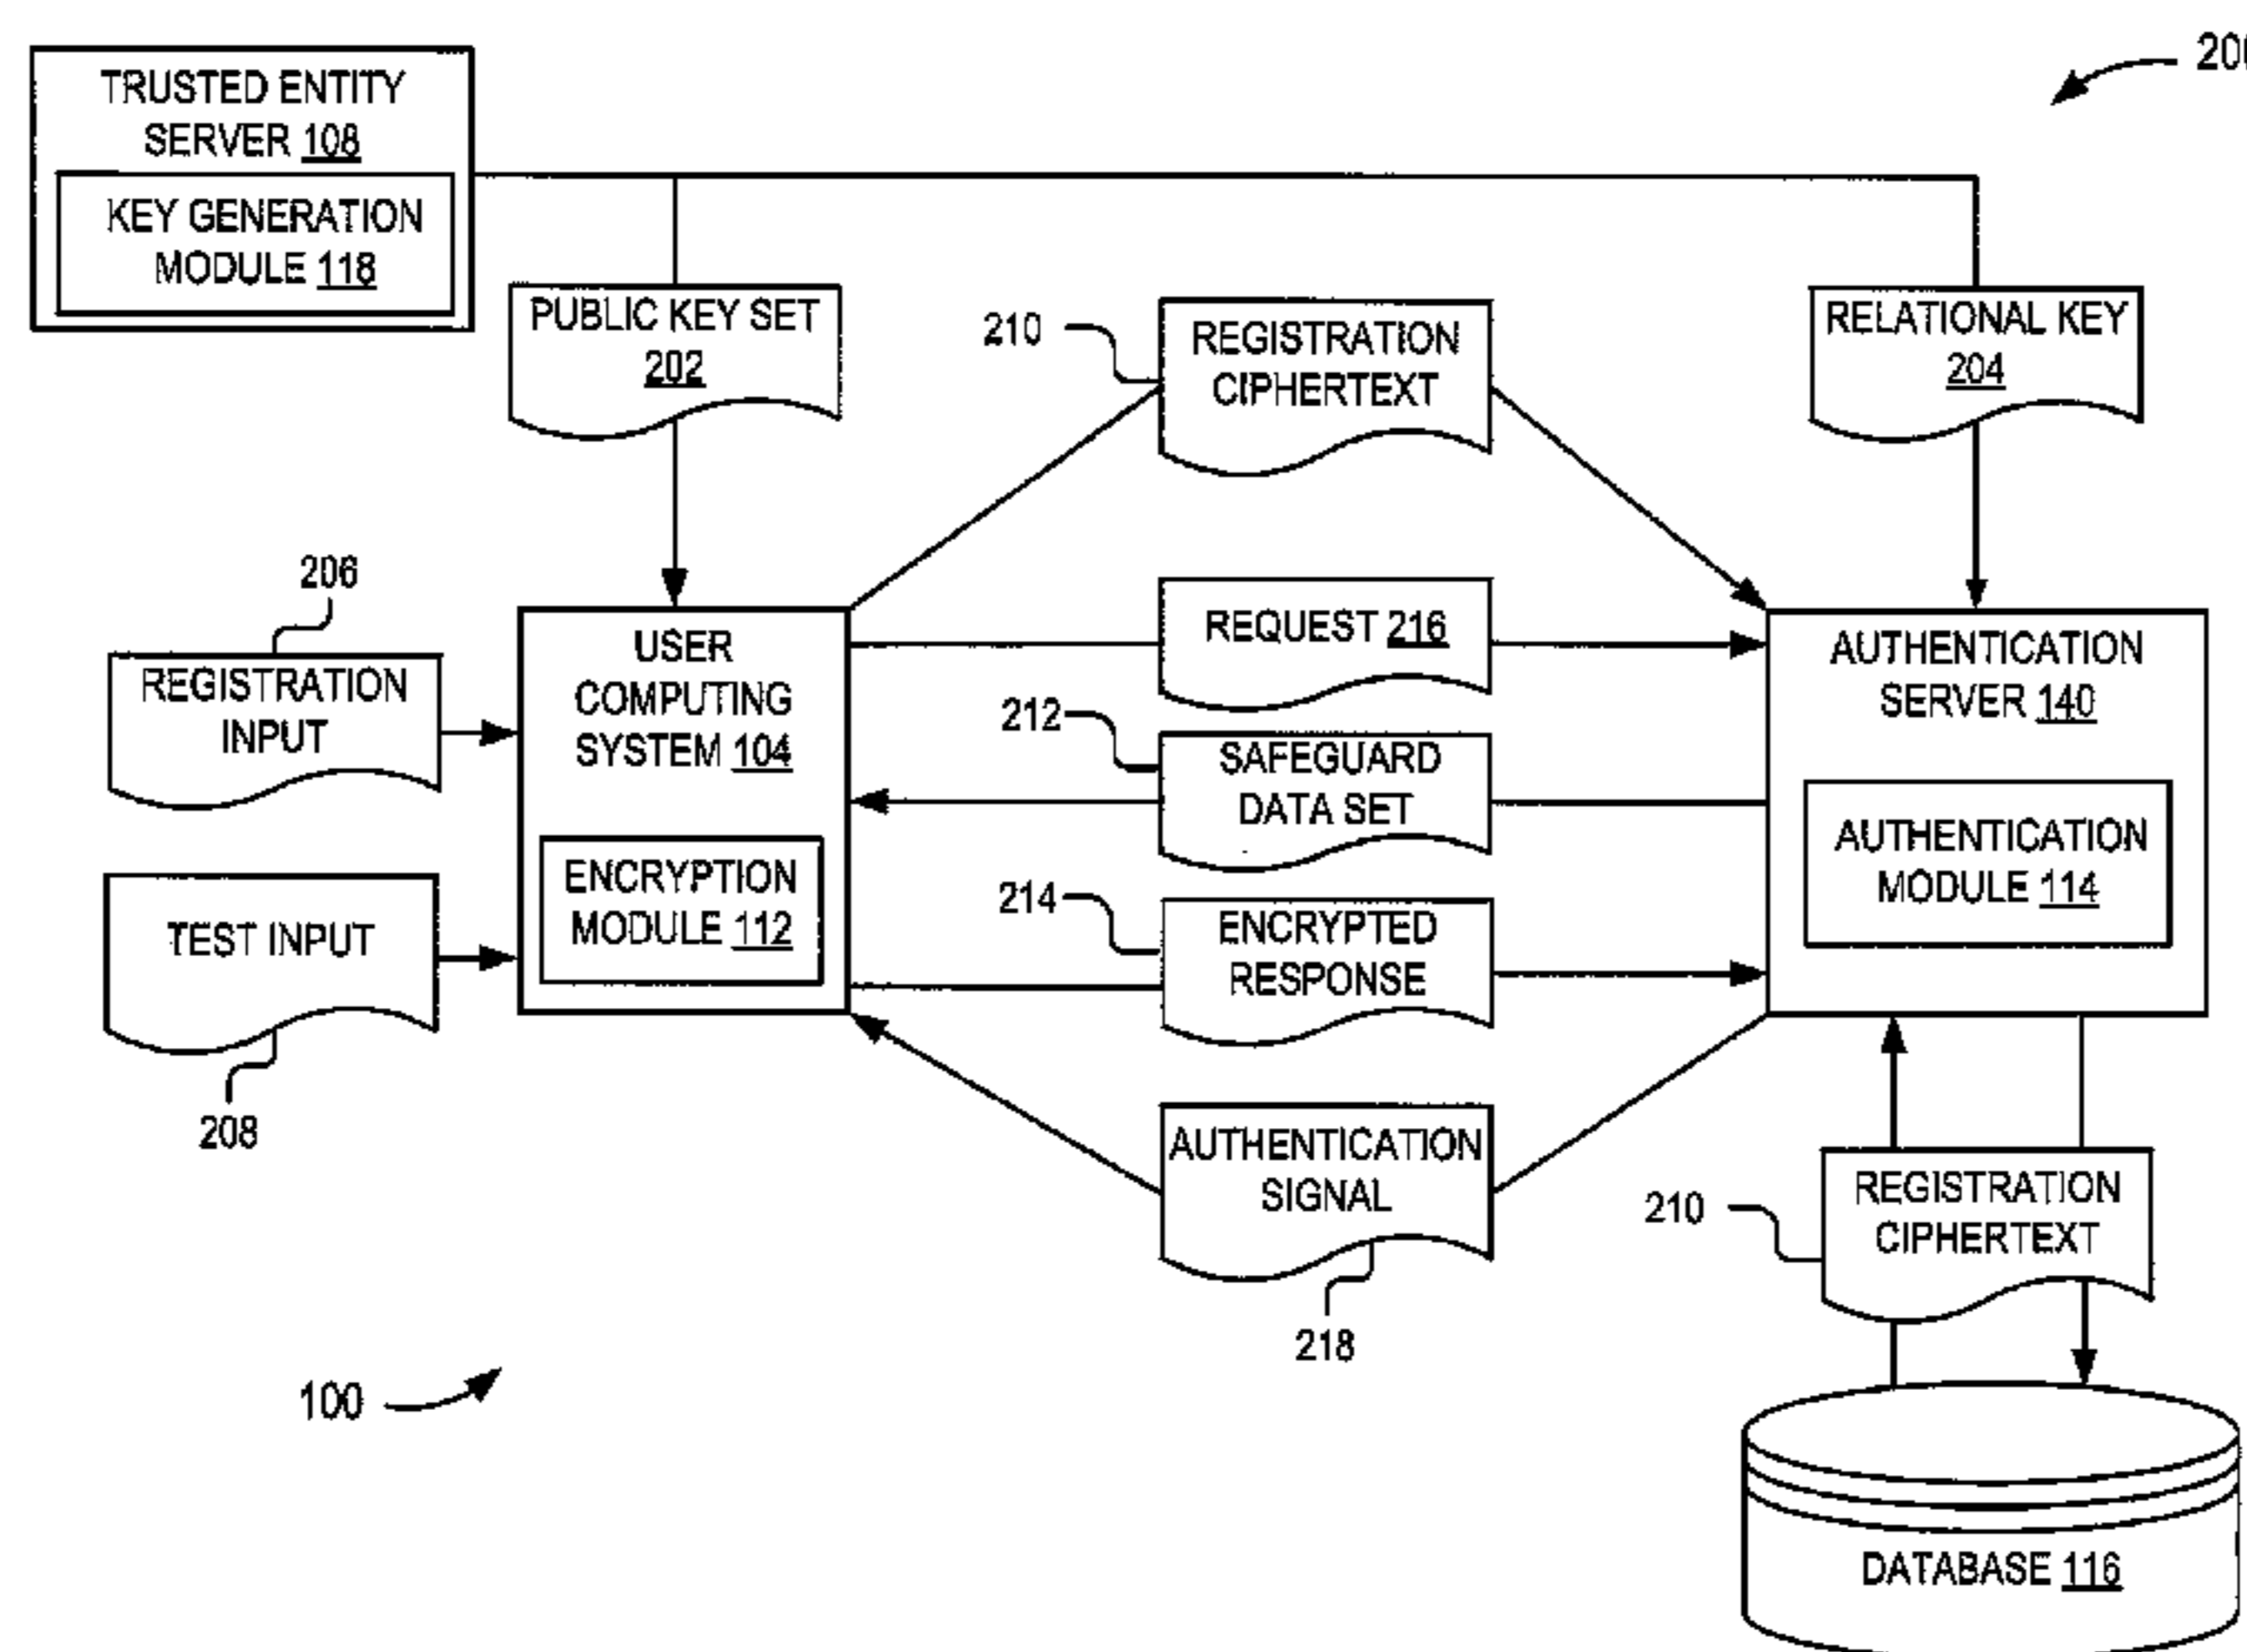 200
TRUSTED ENTITY
SERVER 108
KEY GENERATION
MODULE 118
PUBLIC KEY SET
202
210
REGISTRATION
CIPHERTEXT
RELATIONAL KEY
204
206
REGISTRATION
INPUT
USER
COMPUTING
SYSTEM 104
ENCRYPTION
MODULE 112
TEST INPUT
208
REQUEST 216
212
SAFEGUARD
DATA SET
214
ENCRYPTED
RESPONSE
AUTHENTICATION
SIGNAL
218
AUTHENTICATION
SERVER 140
AUTHENTICATION
MODULE 114
210
REGISTRATION
CIPHERTEXT
100
DATABASE 116